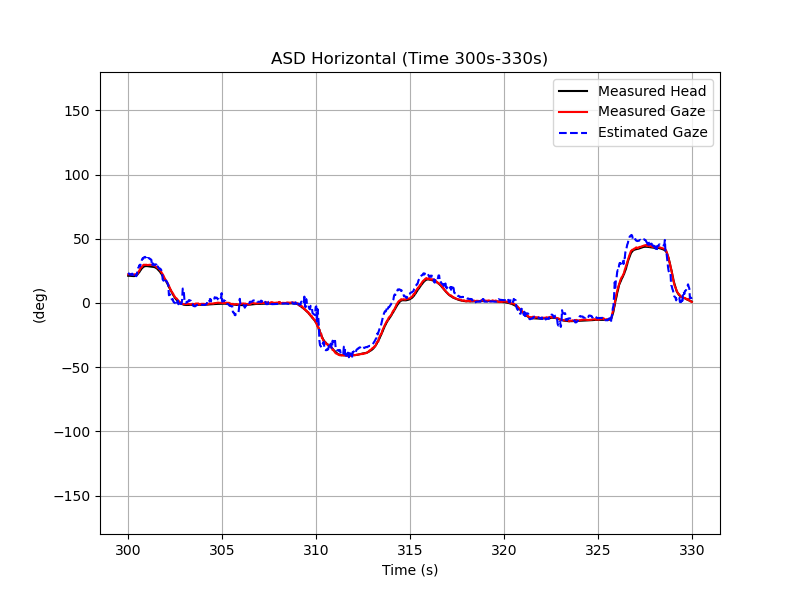 ASD Horizontal (Time 300s-330s)
Measured Head
Measured Gaze
Estimated Gaze
150
100
50
0
−50
−100
−150
(deg)
300 305 310 315 320 325 330
Time (s)